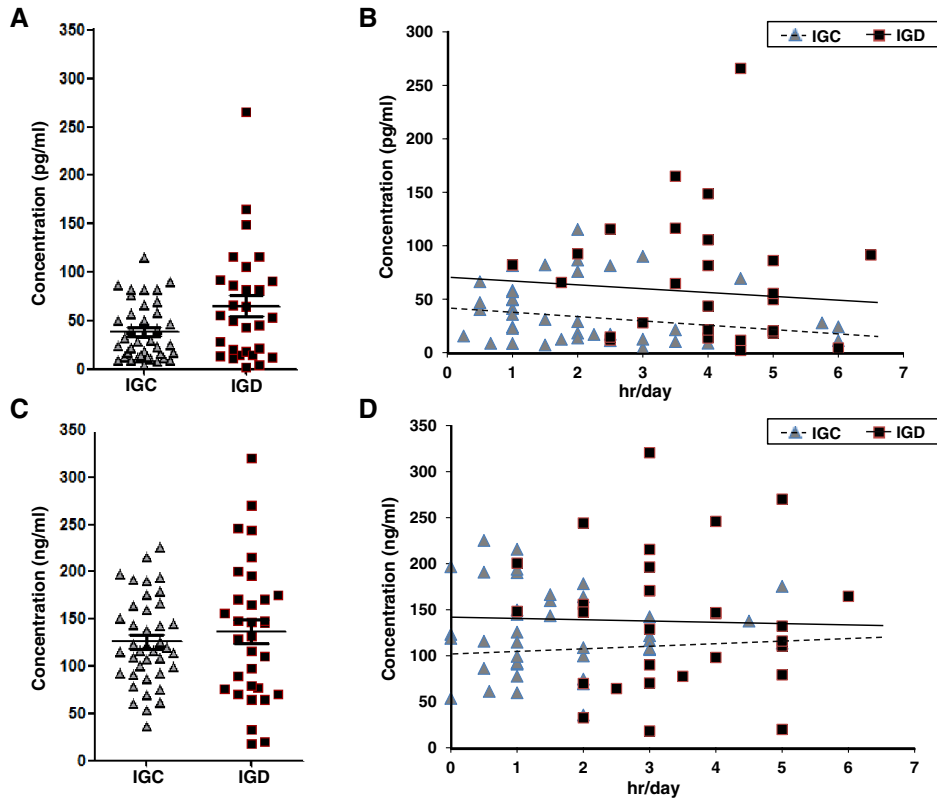 A
Concentration (pg/ml)
350
300
250
200
150
100
50
0
IGC
IGD
B
Concentration (pg/ml)
300
250
200
150
100
50
0
0 1 2 3 4 5 6 7
hr/day
IGC IGD
C
Concentration (ng/ml)
350
300
250
200
150
100
50
0
IGC
IGD
D
Concentration (ng/ml)
350
300
250
200
150
100
50
0
0 1 2 3 4 5 6 7
hr/day
IGC IGD